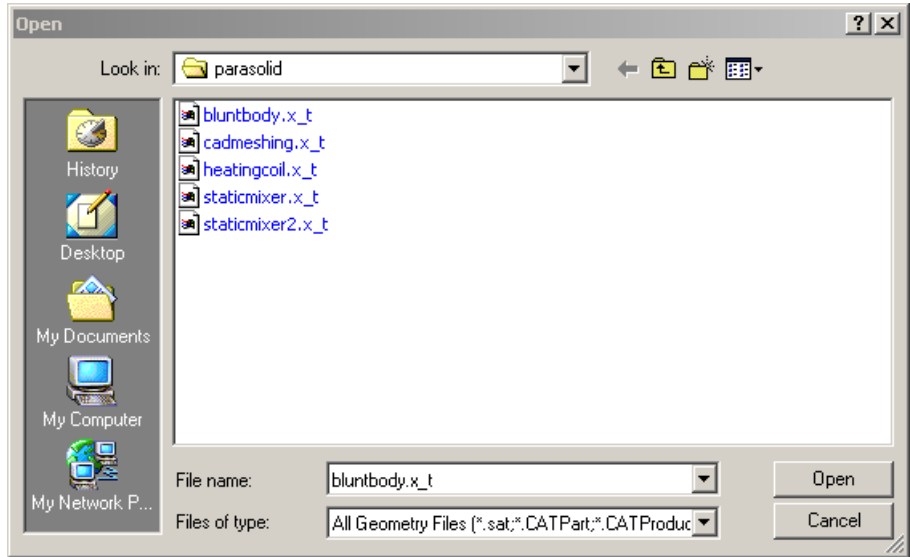 Open
Look in: parasolid
History
Desktop
My Documents
My Computer
My Network P...
bluntbody.x_t
cadmeshing.x_t
heatingcoil.x_t
staticmixer.x_t
staticmixer2.x_t
File name: bluntbody.x_t Open
Files of type: All Geometry Files (*.sat;*.CATPart;*.CATProduc Cancel